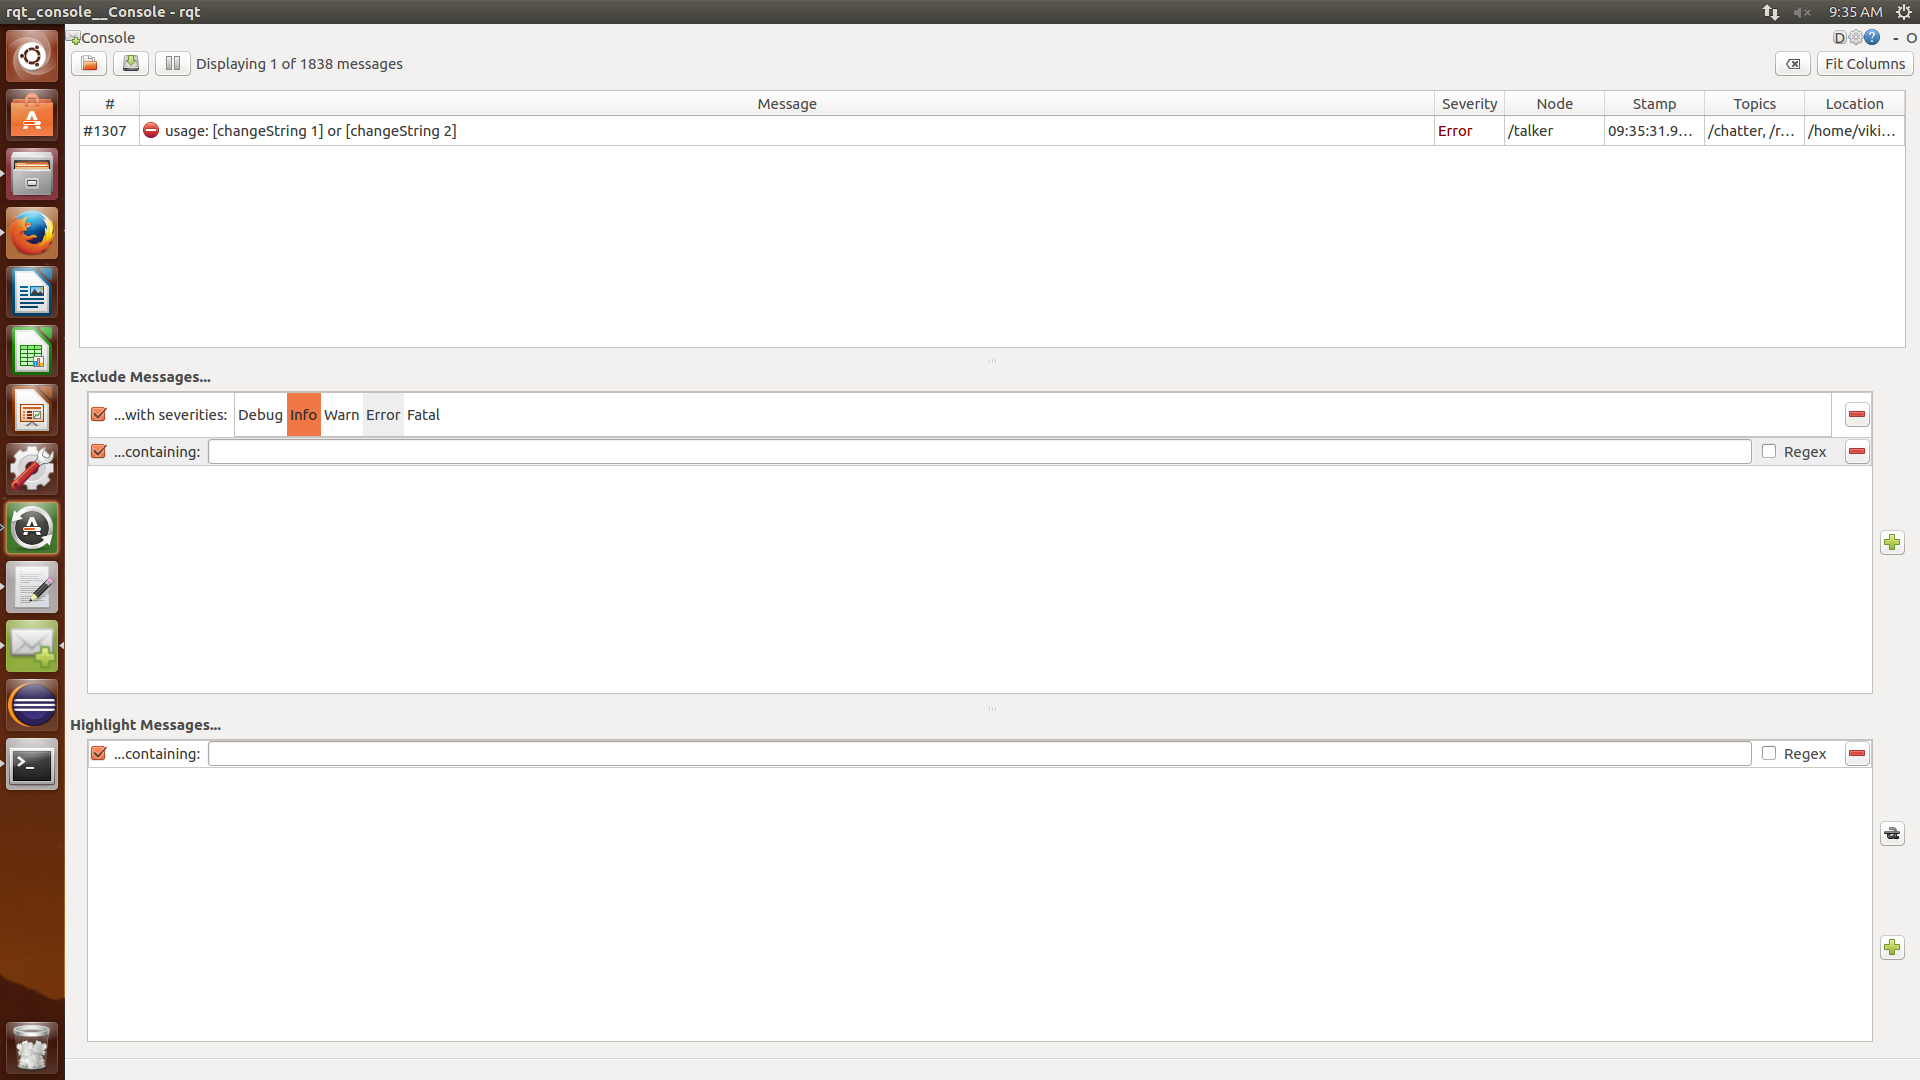 rqt_console__Console - rqt
9:35 AM
Console
D
?
- O
Displaying 1 of 1838 messages
Fit Columns
# Message Severity Node Stamp Topics Location
#1307 usage: [changeString 1] or [changeString 2] Error /talker 09:35:31.9... /chatter, /r... /home/viki...
Exclude Messages...
...with severities: Debug Info Warn Error Fatal
...containing: Regex
Highlight Messages...
...containing: Regex